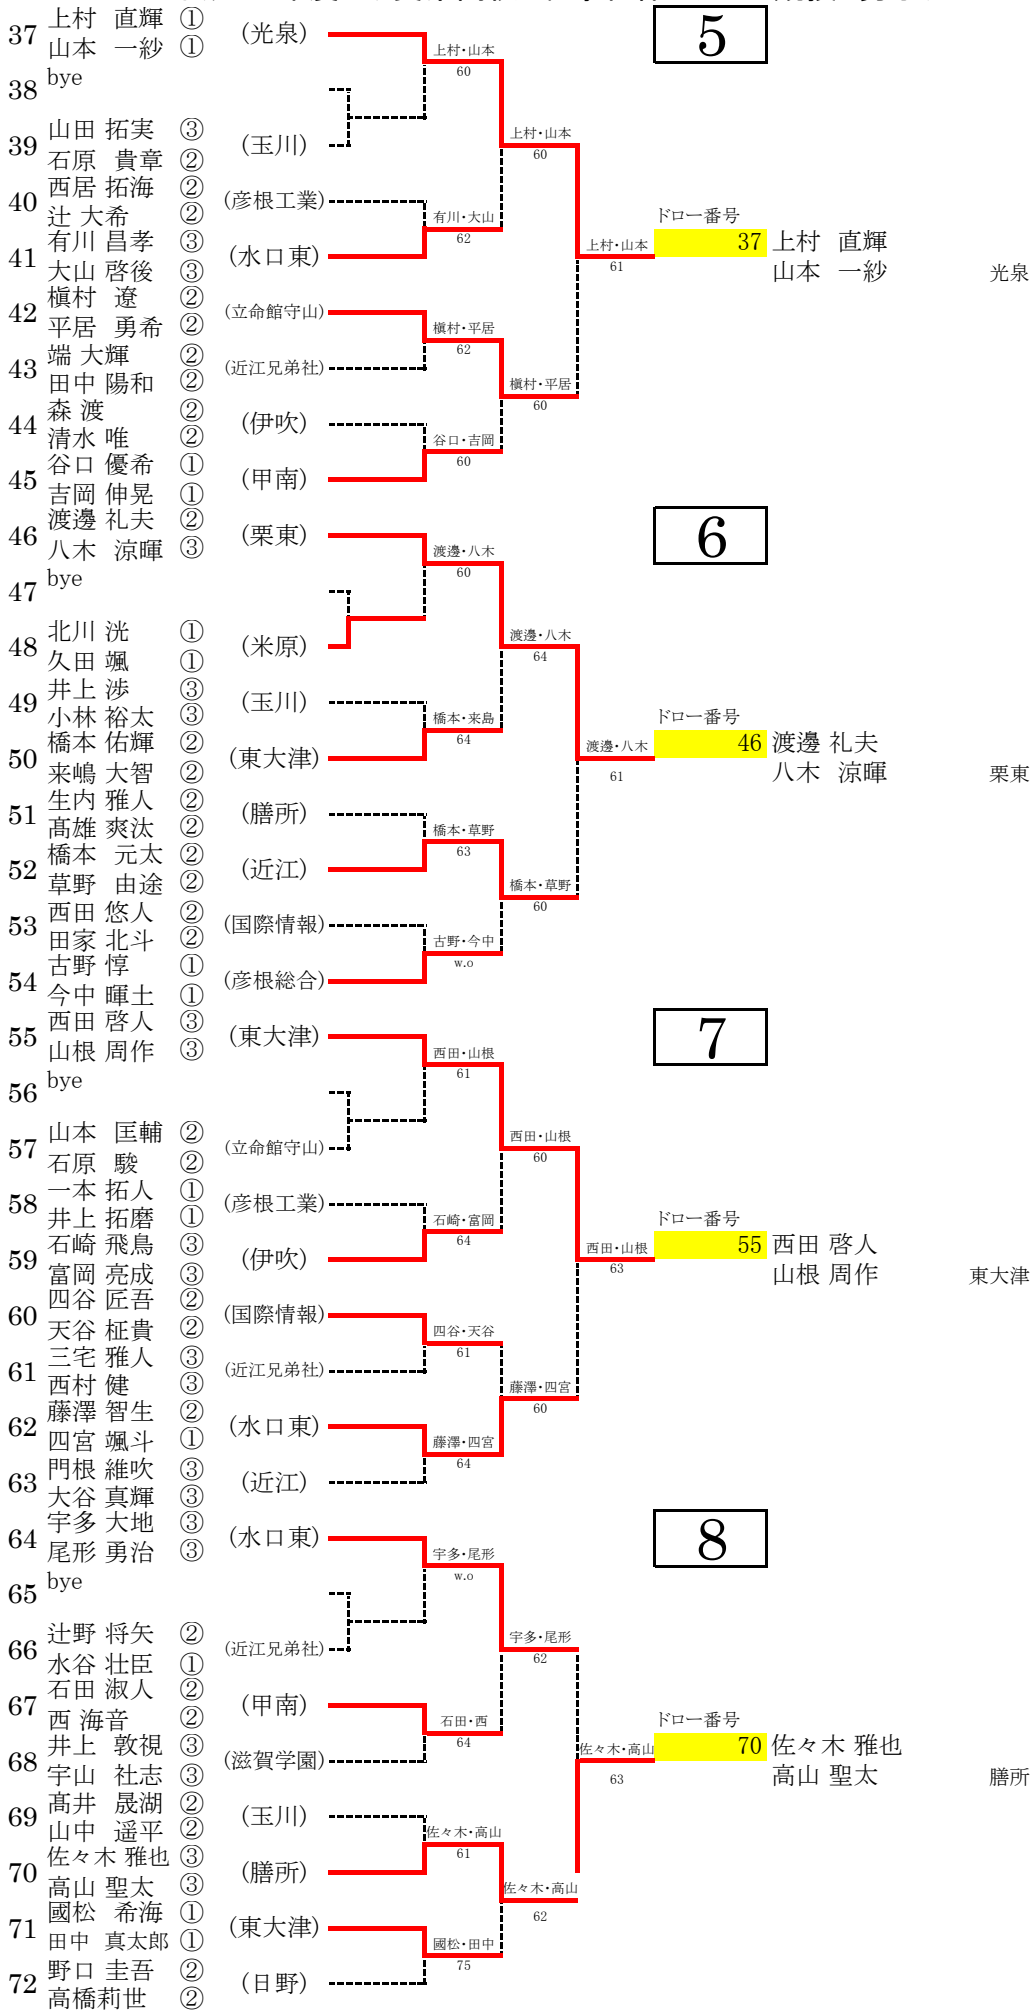 37 上村 直輝 ① (光泉)
山本 一紗 ①
38 bye
39 山田 拓実 ③ (玉川)
石原 貴章 ②
40 西居 拓海 ② (彦根工業)
辻 大希 ②
41 有川 昌孝 ③ (水口東)
大山 啓後 ③
42 槇村 遼 ② (立命館守山)
平居 勇希 ②
43 端 大輝 ② (近江兄弟社)
田中 陽和 ②
44 森 渡 ② (伊吹)
清水 唯 ②
45 谷口 優希 ① (甲南)
吉岡 伸晃 ①
上村・山本
60
有川・大山
62
槇村・平居
62
谷口・吉岡
60
上村・山本
60
槇村・平居
60
上村・山本
61
5
ドロー番号
37 上村 直輝
山本 一紗 光泉
46 渡邊 礼夫 ② (栗東)
八木 涼暉 ③
47 bye
48 北川 洸 ① (米原)
久田 颯 ①
49 井上 渉 ③ (玉川)
小林 裕太 ③
50 橋本 佑輝 ② (東大津)
来嶋 大智 ②
51 生内 雅人 ② (膳所)
髙雄 爽汰 ②
52 橋本 元太 ② (近江)
草野 由途 ②
53 西田 悠人 ② (国際情報)
田家 北斗 ②
54 古野 惇 ① (彦根総合)
今中 暉土 ①
渡邊・八木
60
橋本・来島
64
橋本・草野
63
古野・今中
w.o
渡邊・八木
64
橋本・草野
60
渡邊・八木
61
6
ドロー番号
46 渡邊 礼夫
八木 涼暉 栗東
55 西田 啓人 ③ (東大津)
山根 周作 ③
56 bye
57 山本 匡輔 ② (立命館守山)
石原 駿 ②
58 一本 拓人 ① (彦根工業)
井上 拓磨 ①
59 石崎 飛鳥 ③ (伊吹)
富岡 亮成 ③
60 四谷 匠吾 ② (国際情報)
天谷 柾貴 ②
61 三宅 雅人 ③ (近江兄弟社)
西村 健 ③
62 藤澤 智生 ② (水口東)
四宮 颯斗 ①
63 門根 維吹 ③ (近江)
大谷 真輝 ③
西田・山根
61
石崎・富岡
64
四谷・天谷
61
藤澤・四宮
64
西田・山根
60
藤澤・四宮
60
西田・山根
63
7
ドロー番号
55 西田 啓人
山根 周作 東大津
64 宇多 大地 ③ (水口東)
尾形 勇治 ③
65 bye
66 辻野 将矢 ② (近江兄弟社)
水谷 壮臣 ①
67 石田 淑人 ② (甲南)
西 海音 ②
68 井上 敦視 ③ (滋賀学園)
宇山 社志 ③
69 髙井 晟湖 ② (玉川)
山中 遥平 ②
70 佐々木 雅也 ③ (膳所)
高山 聖太 ③
71 國松 希海 ① (東大津)
田中 真太郎 ①
72 野口 圭吾 ② (日野)
高橋莉世 ②
宇多・尾形
w.o
石田・西
64
佐々木・高山
61
國松・田中
75
宇多・尾形
62
佐々木・高山
62
佐々木・高山
63
8
ドロー番号
70 佐々木 雅也
高山 聖太 膳所